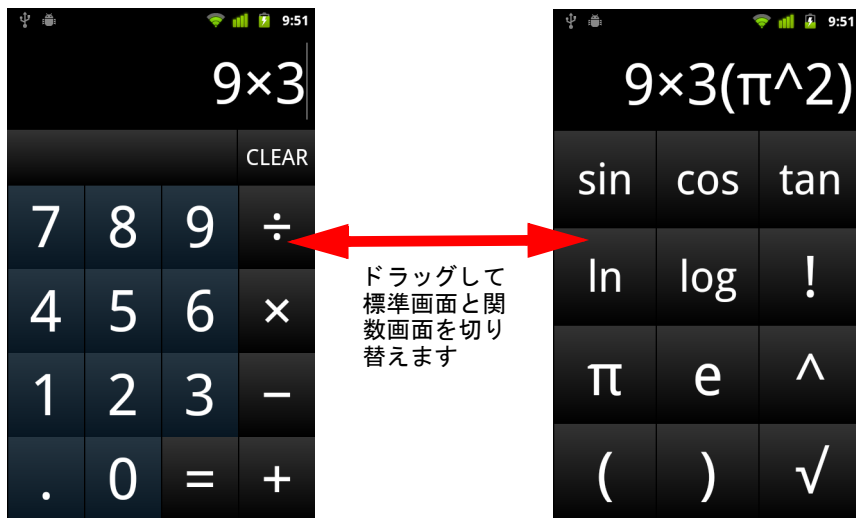 9:51
9×3
CLEAR
7 8 9 ÷
4 5 6 ×
1 2 3 −
. 0 = +
ドラッグして
標準画面と関
数画面を切り
替えます
9:51
9×3(π^2)
sin cos tan
ln log !
π e ^
( ) √